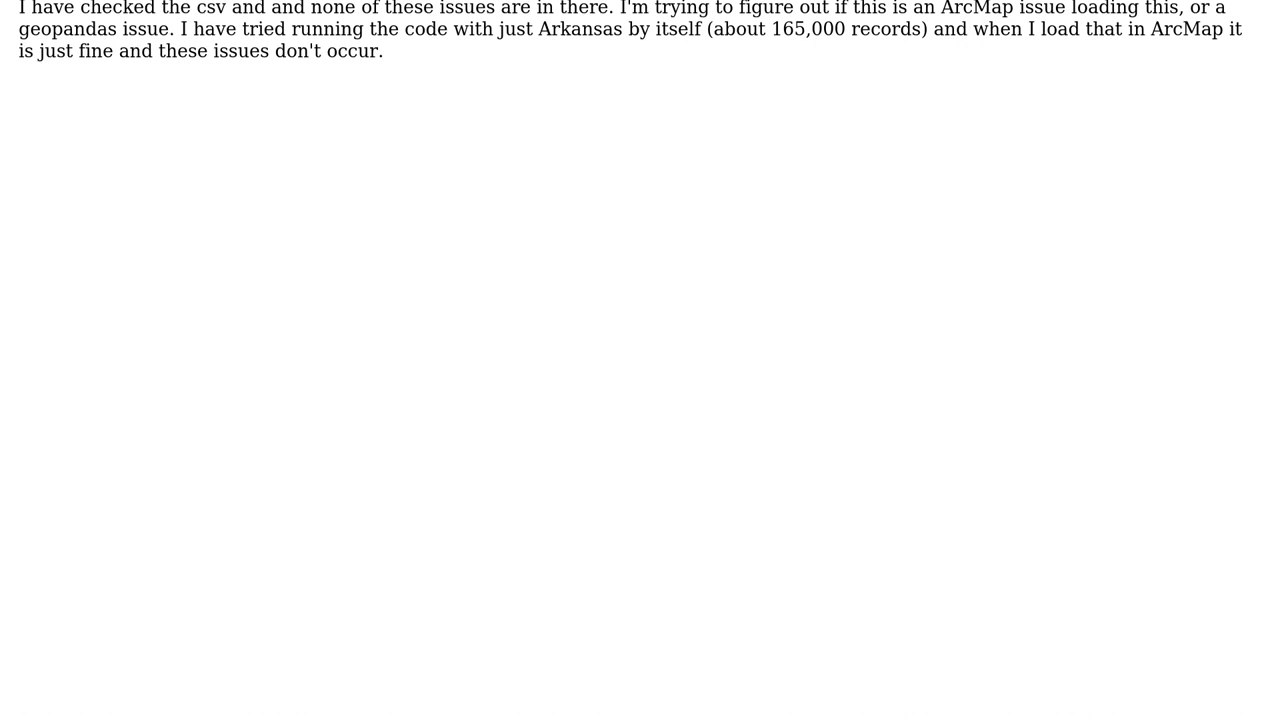 I have checked the csv and and none of these issues are in there. I'm trying to figure out if this is an ArcMap issue loading this, or a
geopandas issue. I have tried running the code with just Arkansas by itself (about 165,000 records) and when I load that in ArcMap it
is just fine and these issues don't occur.